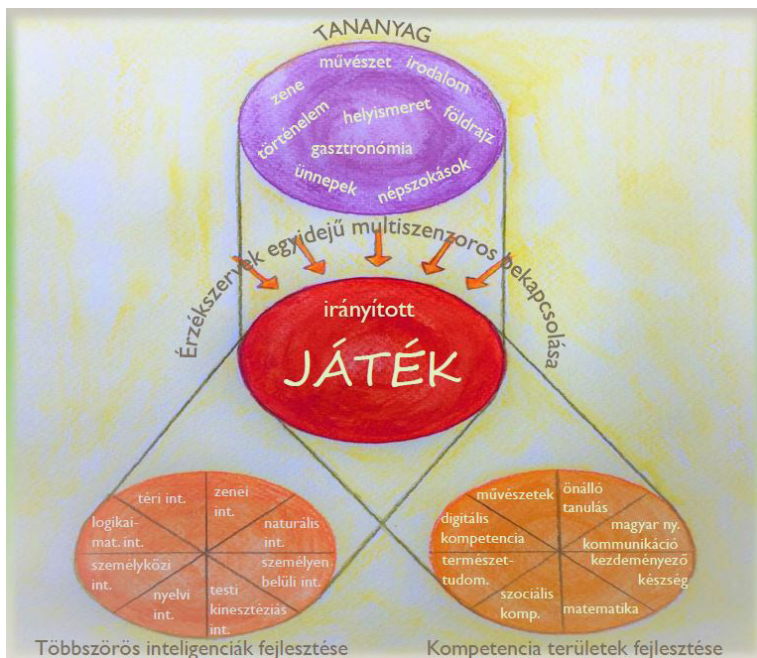 TANANYAG
művészet
irodalom
zene
történelem
helyismeret
földrajz
gasztronómia
ünnepek
népszokások
Érzékszervek egyidejű multiszenzoros bekapcsolása
irányított
JÁTÉK
téri int.
zenei
int.
logikai-
mat. int.
naturális
int.
személyközi
int.
személyen
belüli int.
nyelvi
int.
testi
kinesztéziás
int.
Többszörös inteligenciák fejlesztése
művészetek
önálló
tanulás
digitális
kompetencia
magyar ny.
kommunikáció
természet-
tudom.
kezdeményező
készség
szociális
komp.
matematika
Kompetencia területek fejlesztése